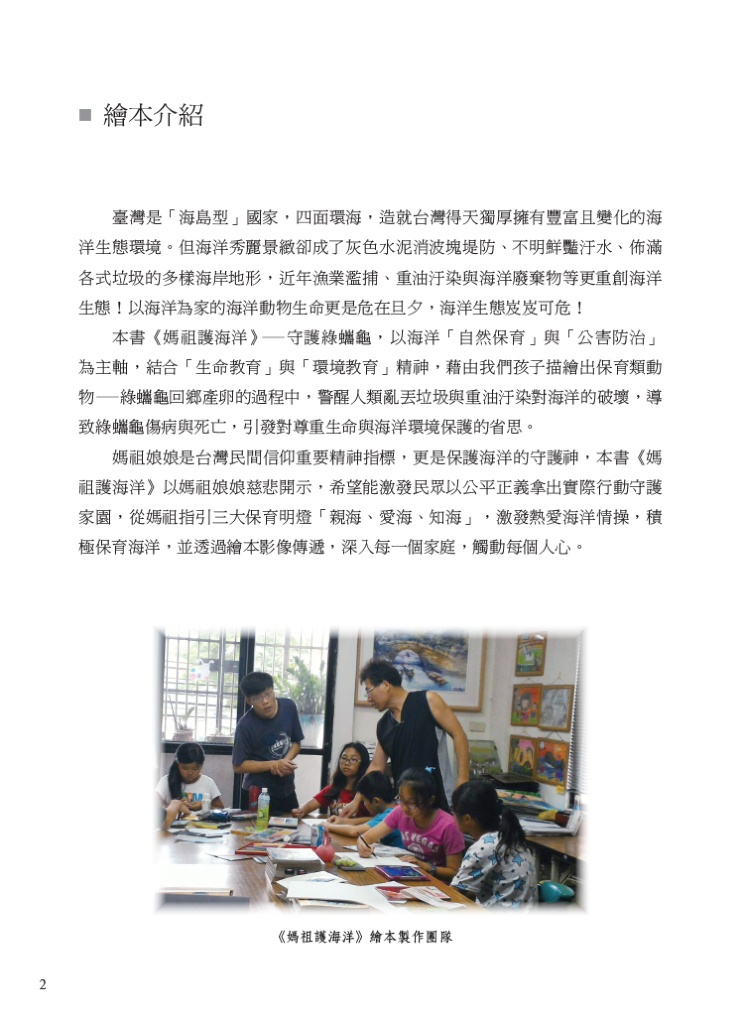 ■ 繪本介紹
臺灣是「海島型」國家，四面環海，造就台灣得天獨厚擁有豐富且變化的海
洋生態環境。但海洋秀麗景緻卻成了灰色水泥消波塊堤防、不明鮮豔汙水、佈滿
各式垃圾的多樣海岸地形，近年漁業濫捕、重油汙染與海洋廢棄物等更重創海洋
生態！以海洋為家的海洋動物生命更是危在旦夕，海洋生態岌岌可危！
本書《媽祖護海洋》──守護綠蠵龜，以海洋「自然保育」與「公害防治」
為主軸，結合「生命教育」與「環境教育」精神，藉由我們孩子描繪出保育類動
物──綠蠵龜回鄉產卵的過程中，警醒人類亂丟垃圾與重油汙染對海洋的破壞，導
致綠蠵龜傷病與死亡，引發對尊重生命與海洋環境保護的省思。
媽祖娘娘是台灣民間信仰重要精神指標，更是保護海洋的守護神，本書《媽
祖護海洋》以媽祖娘娘慈悲開示，希望能激發民眾以公平正義拿出實際行動守護
家園，從媽祖指引三大保育明燈「親海、愛海、知海」，激發熱愛海洋情操，積
極保育海洋，並透過繪本影像傳遞，深入每一個家庭，觸動每個人心。
《媽祖護海洋》繪本製作團隊
2